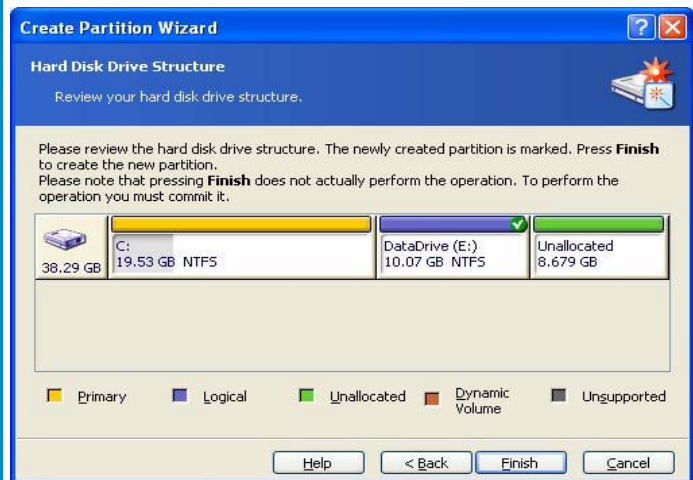 Create Partition Wizard
Hard Disk Drive Structure
Review your hard disk drive structure.
Please review the hard disk drive structure. The newly created partition is marked. Press Finish
to create the new partition.
Please note that pressing Finish does not actually perform the operation. To perform the
operation you must commit it.
38.29 GB
C:
19.53 GB NTFS
DataDrive (E:)
10.07 GB NTFS
Unallocated
8.679 GB
Primary
Logical
Unallocated
Dynamic
Volume
Unsupported
Help
< Back
Finish
Cancel